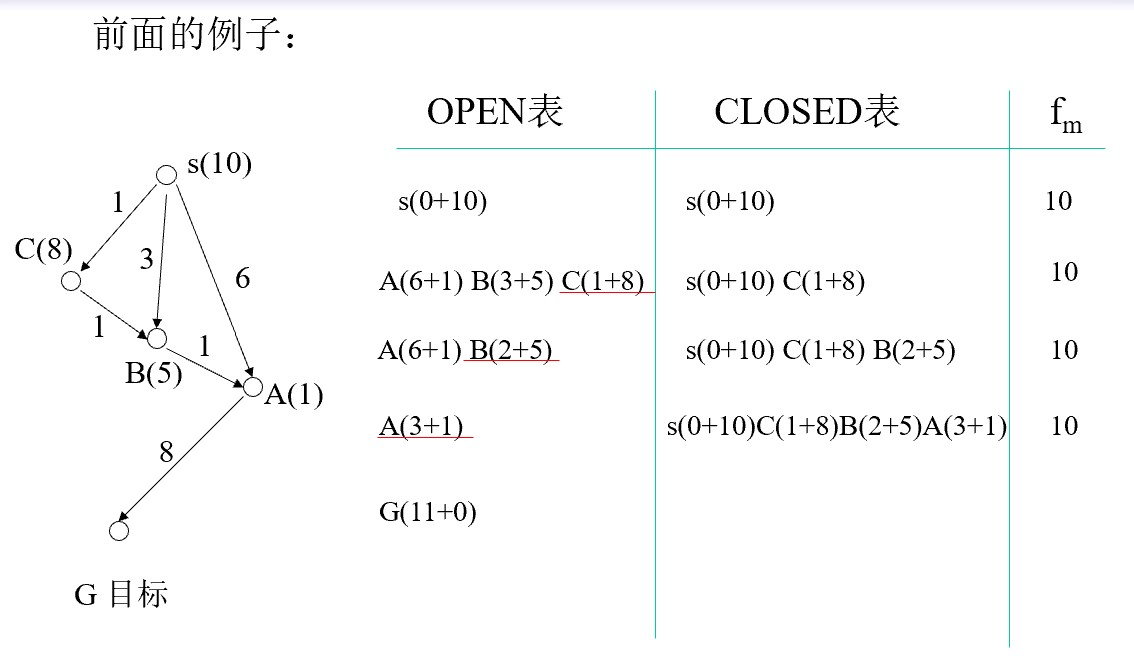 前面的例子：
OPEN表 CLOSED表 fm
s(10)
1
C(8)
3
6
1
1
B(5)
A(1)
8
G 目标
s(0+10) s(0+10) 10
A(6+1) B(3+5) C(1+8) s(0+10) C(1+8) 10
A(6+1) B(2+5) s(0+10) C(1+8) B(2+5) 10
A(3+1) s(0+10)C(1+8)B(2+5)A(3+1) 10
G(11+0)